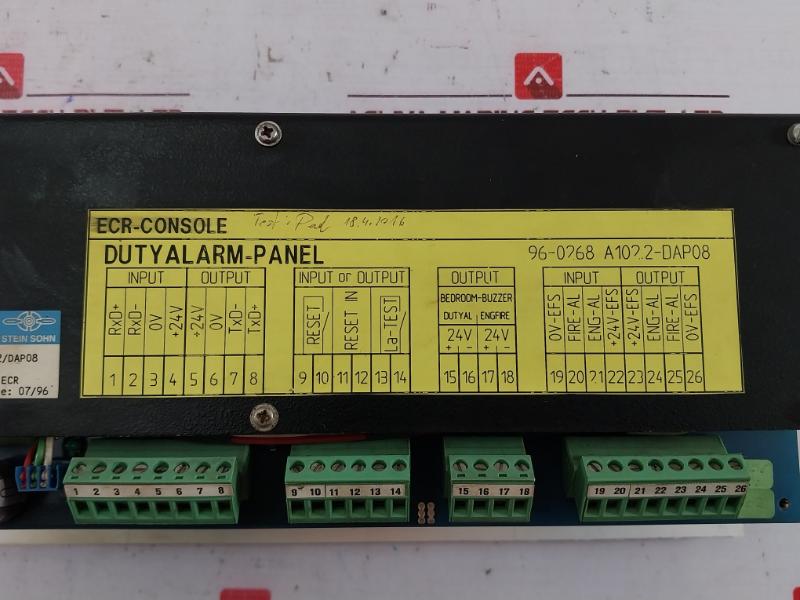 ECR-CONSOLE
18.4.2016
DUTYALARM-PANEL
96-0268 A102.2-DAP08
INPUT OUTPUT
RxD+ RxD- 0V +24V +24V 0V TxD- TxD+
1 2 3 4 5 6 7 8
INPUT or OUTPUT
RESET RESET IN La-TEST
9 10 11 12 13 14
OUTPUT
BEDROOM-BUZZER
DUTYAL ENGFIRE
24V 24V
+ - + -
15 16 17 18
INPUT OUTPUT
0V-EFS FIRE-AL ENG-AL +24V-EFS +24V-EFS ENG-AL FIRE-AL 0V-EFS
19 20 21 22 23 24 25 26
STEIN SOHN
2/DAP08
ECR
e: 07/96
1 2 3 4 5 6 7 8
9 10 11 12 13 14
15 16 17 18
19 20 21 22 23 24 25 26